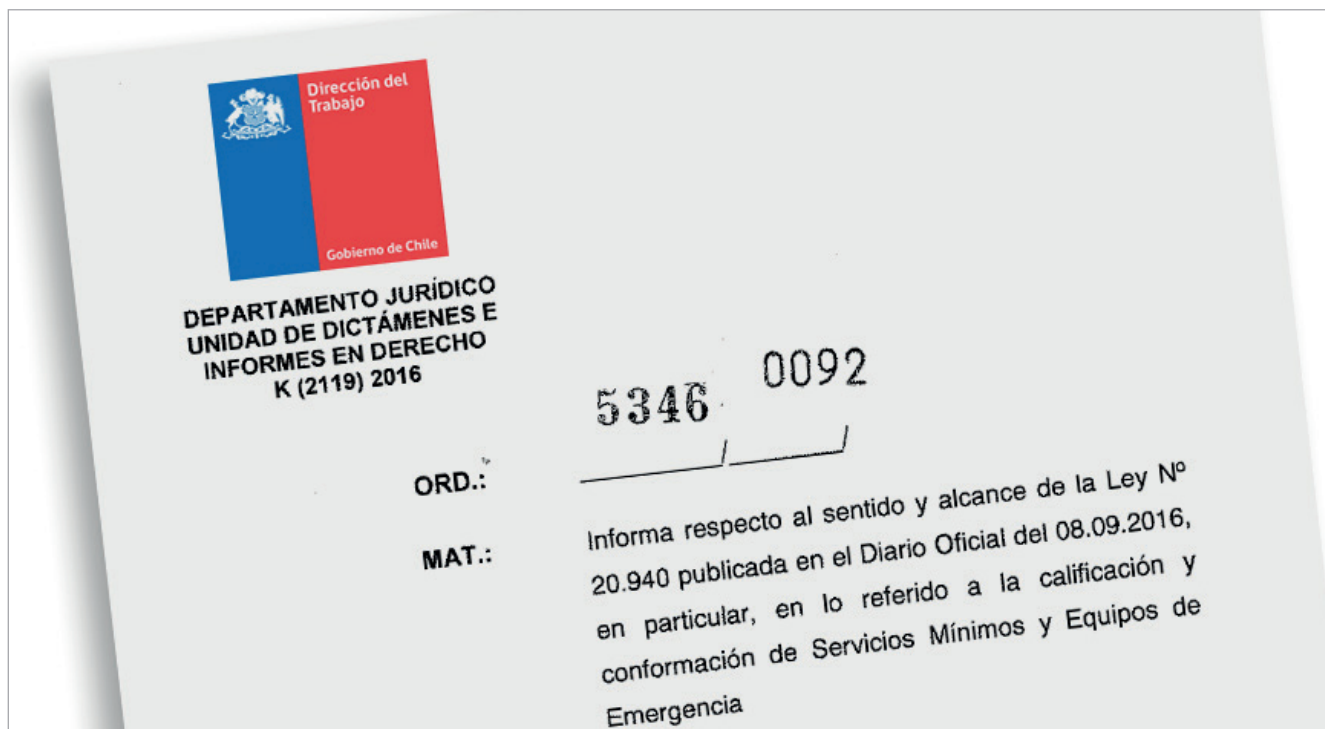 Dirección del
Trabajo
Gobierno de Chile
DEPARTAMENTO JURÍDICO
UNIDAD DE DICTÁMENES E
INFORMES EN DERECHO
K (2119) 2016
5346 0092
ORD.: / /
MAT.: Informa respecto al sentido y alcance de la Ley Nº
20.940 publicada en el Diario Oficial del 08.09.2016,
en particular, en lo referido a la calificación y
conformación de Servicios Mínimos y Equipos de
Emergencia